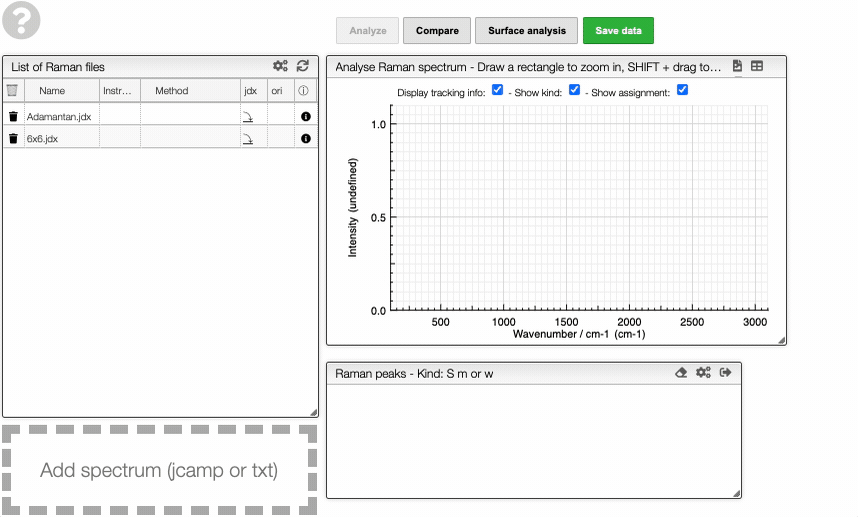 ?
Analyze
Compare
Surface analysis
Save data
List of Raman files
Name
Instr...
Method
jdx
ori
Adamantan.jdx
6x6.jdx
Add spectrum (jcamp or txt)
Analyse Raman spectrum - Draw a rectangle to zoom in, SHIFT + drag to...
Display tracking info: - Show kind: - Show assignment:
Intensity (undefined)
1.0
0.5
0.0
500 1000 1500 2000 2500 3000
Wavenumber / cm-1 (cm-1)
Raman peaks - Kind: S m or w